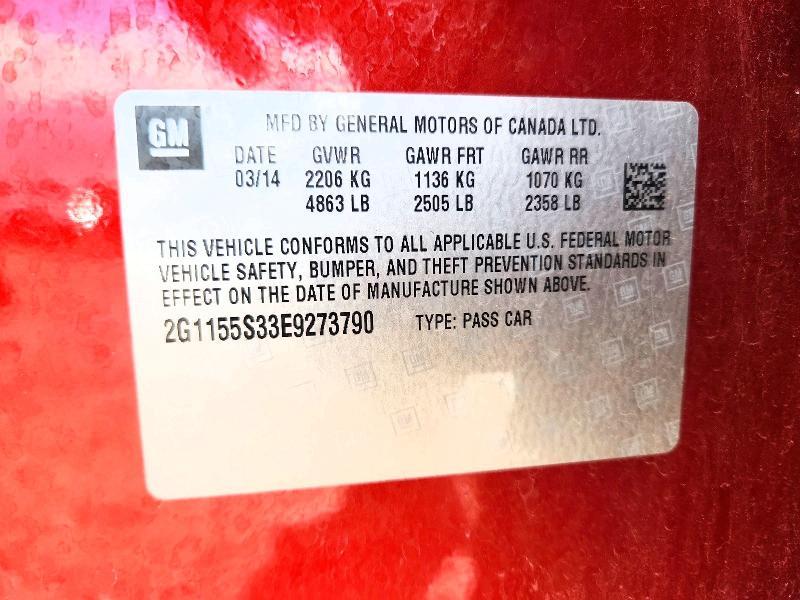 GM
MFD BY GENERAL MOTORS OF CANADA LTD.
DATE GVWR GAWR FRT GAWR RR
03/14 2206 KG 1136 KG 1070 KG
4863 LB 2505 LB 2358 LB
THIS VEHICLE CONFORMS TO ALL APPLICABLE U.S. FEDERAL MOTOR
VEHICLE SAFETY, BUMPER, AND THEFT PREVENTION STANDARDS IN
EFFECT ON THE DATE OF MANUFACTURE SHOWN ABOVE.
2G1155S33E9273790 TYPE: PASS CAR